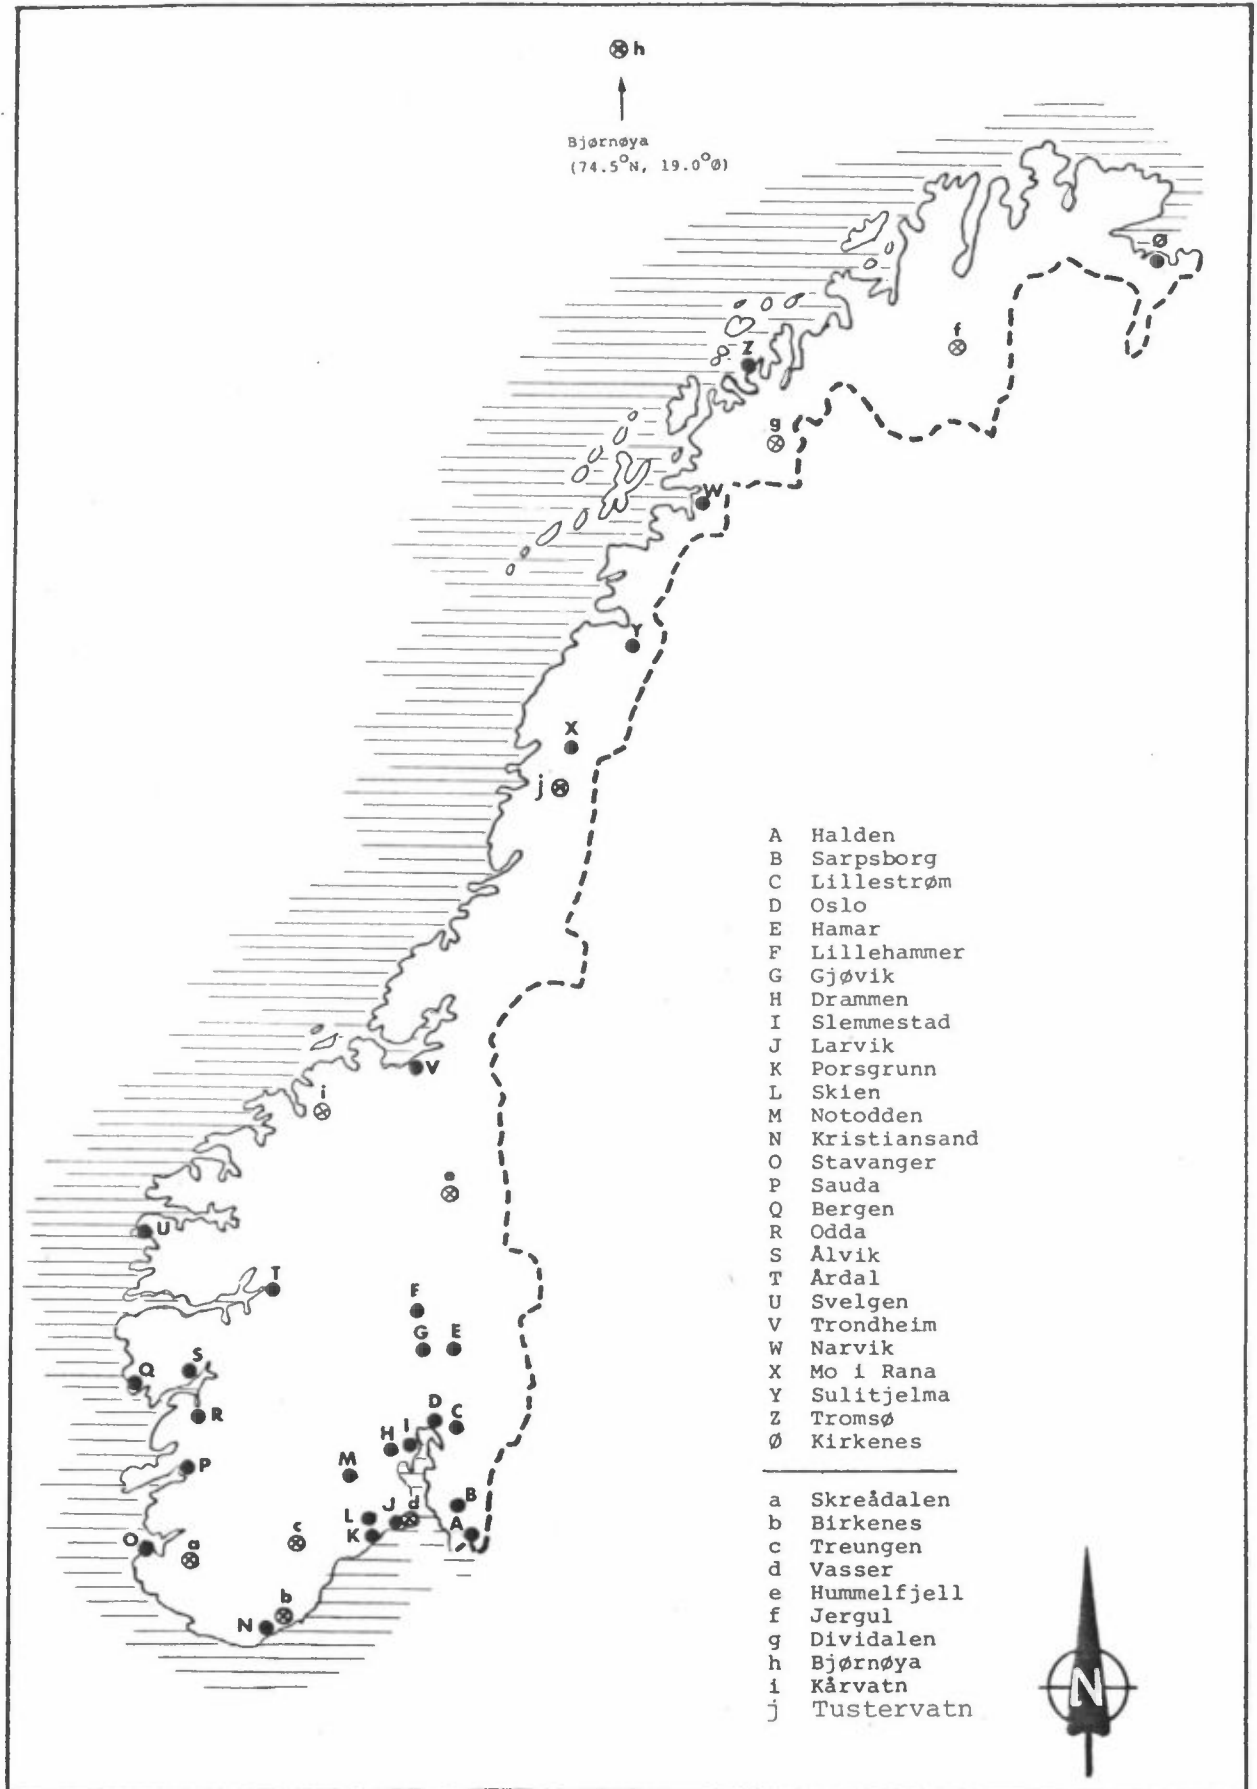 h
Bjørnøya
(74.5°N, 19.0°Ø)
Ø
f
Z
g
W
Y
X
j
V
i
e
U
T
F
G E
S
Q
R
D
C
I
H
M
P
B
d
J
L
A
K
c
O
a
b
N
A Halden
B Sarpsborg
C Lillestrøm
D Oslo
E Hamar
F Lillehammer
G Gjøvik
H Drammen
I Slemmestad
J Larvik
K Porsgrunn
L Skien
M Notodden
N Kristiansand
O Stavanger
P Sauda
Q Bergen
R Odda
S Ålvik
T Årdal
U Svelgen
V Trondheim
W Narvik
X Mo i Rana
Y Sulitjelma
Z Tromsø
Ø Kirkenes
a Skreådalen
b Birkenes
c Treungen
d Vasser
e Hummelfjell
f Jergul
g Dividalen
h Bjørnøya
i Kårvatn
j Tustervatn
N